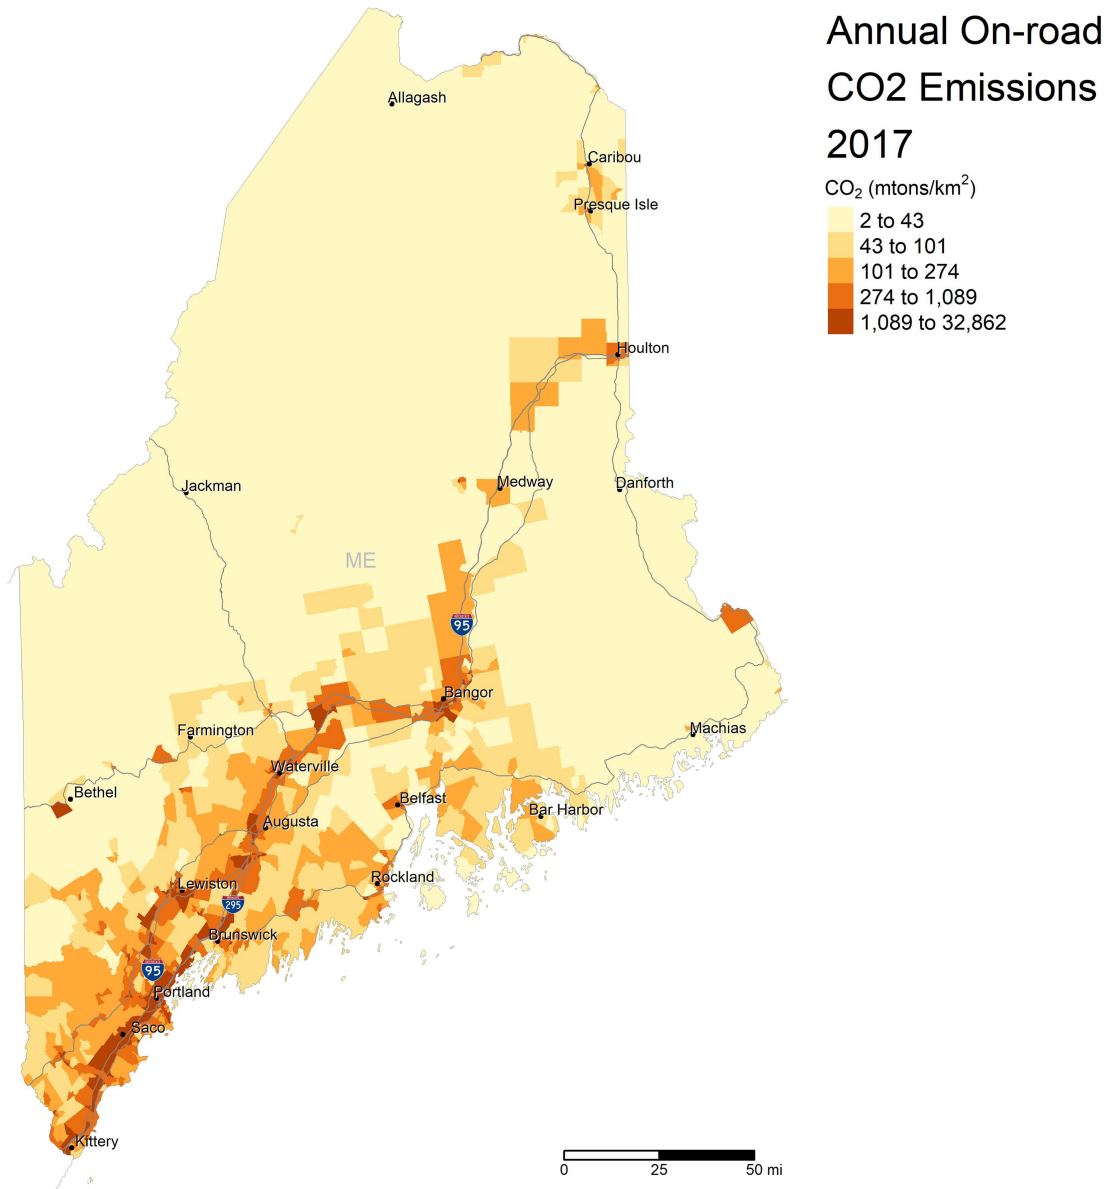 Annual On-road
CO2 Emissions
2017
CO₂ (mtons/km²)
2 to 43
43 to 101
101 to 274
274 to 1,089
1,089 to 32,862
Allagash
Caribou
Presque Isle
Houlton
Jackman
Medway
Danforth
ME
95
Bangor
Farmington
Machias
Waterville
Bethel
Belfast
Bar Harbor
Augusta
Rockland
Lewiston
295
Brunswick
95
Portland
Saco
Kittery
0 25 50 mi